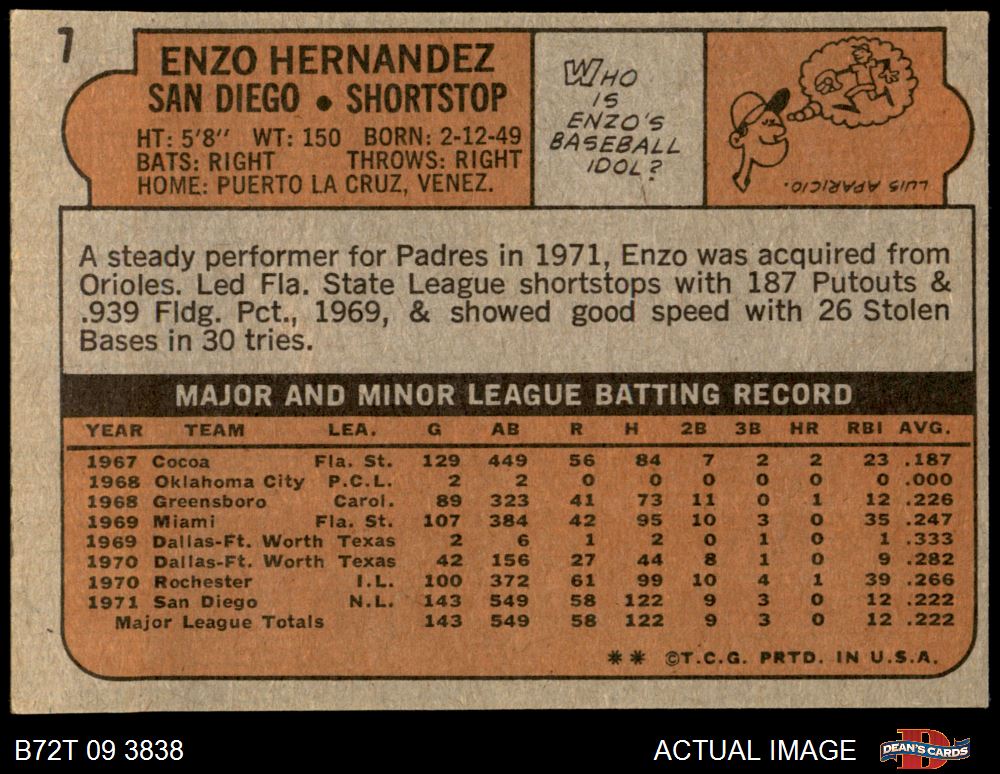 7
ENZO HERNANDEZ
SAN DIEGO • SHORTSTOP
HT: 5'8" WT: 150 BORN: 2-12-49
BATS: RIGHT THROWS: RIGHT
HOME: PUERTO LA CRUZ, VENEZ.
WHO
IS
ENZO'S
BASEBALL
IDOL?
LUIS APARICIO.
A steady performer for Padres in 1971, Enzo was acquired from
Orioles. Led Fla. State League shortstops with 187 Putouts &
.939 Fldg. Pct., 1969, & showed good speed with 26 Stolen
Bases in 30 tries.
MAJOR AND MINOR LEAGUE BATTING RECORD
YEAR TEAM LEA. G AB R H 2B 3B HR RBI AVG.
1967 Cocoa Fla. St. 129 449 56 84 7 2 2 23 .187
1968 Oklahoma City P.C.L. 2 2 0 0 0 0 0 0 .000
1968 Greensboro Carol. 89 323 41 73 11 0 1 12 .226
1969 Miami Fla. St. 107 384 42 95 10 3 0 35 .247
1969 Dallas-Ft. Worth Texas 2 6 1 2 0 1 0 1 .333
1970 Dallas-Ft. Worth Texas 42 156 27 44 8 1 0 9 .282
1970 Rochester I.L. 100 372 61 99 10 4 1 39 .266
1971 San Diego N.L. 143 549 58 122 9 3 0 12 .222
Major League Totals 143 549 58 122 9 3 0 12 .222
** ©T.C.G. PRTD. IN U.S.A.
B72T 09 3838 ACTUAL IMAGE DEAN'S CARDS